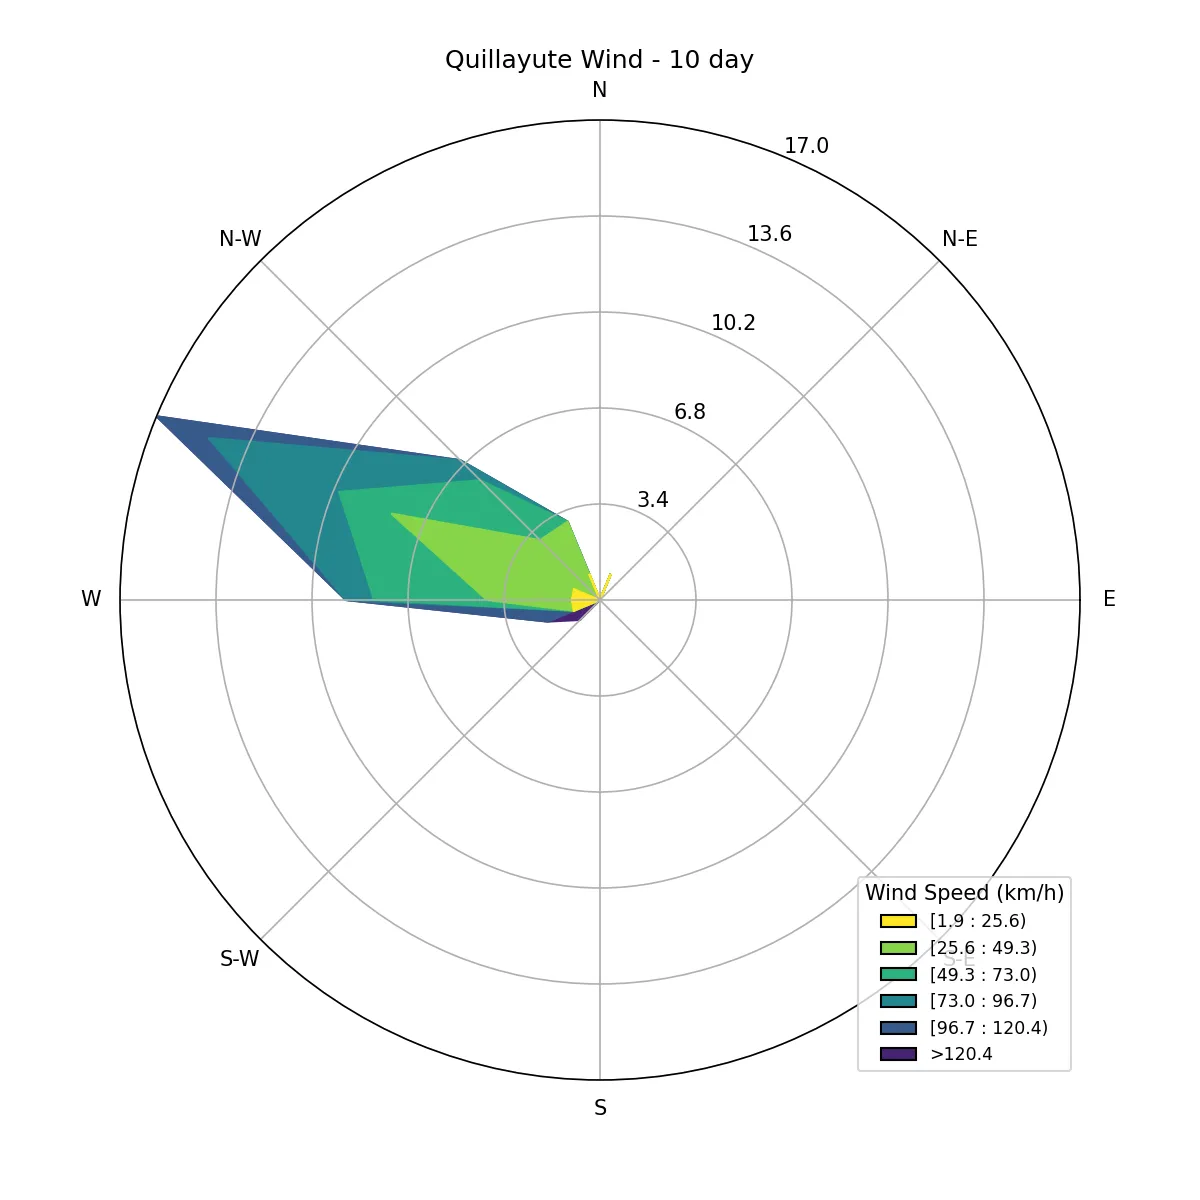 Quillayute Wind - 10 day
N
17.0
N-W
13.6
N-E
10.2
6.8
3.4
W
E
S-W
S-E
S
Wind Speed (km/h)
[1.9 : 25.6)
[25.6 : 49.3)
[49.3 : 73.0)
[73.0 : 96.7)
[96.7 : 120.4)
>120.4